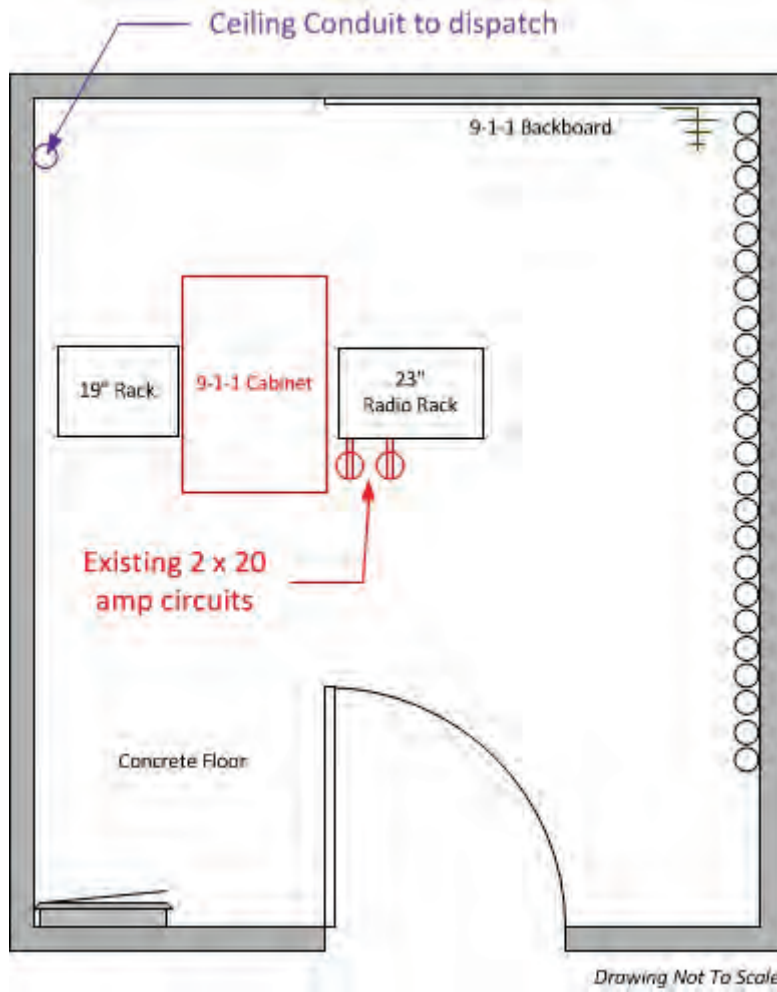 Ceiling Conduit to dispatch
9-1-1 Backboard
19" Rack
9-1-1 Cabinet
23"
Radio Rack
Existing 2 x 20
amp circuits
Concrete Floor
Drawing Not To Scale